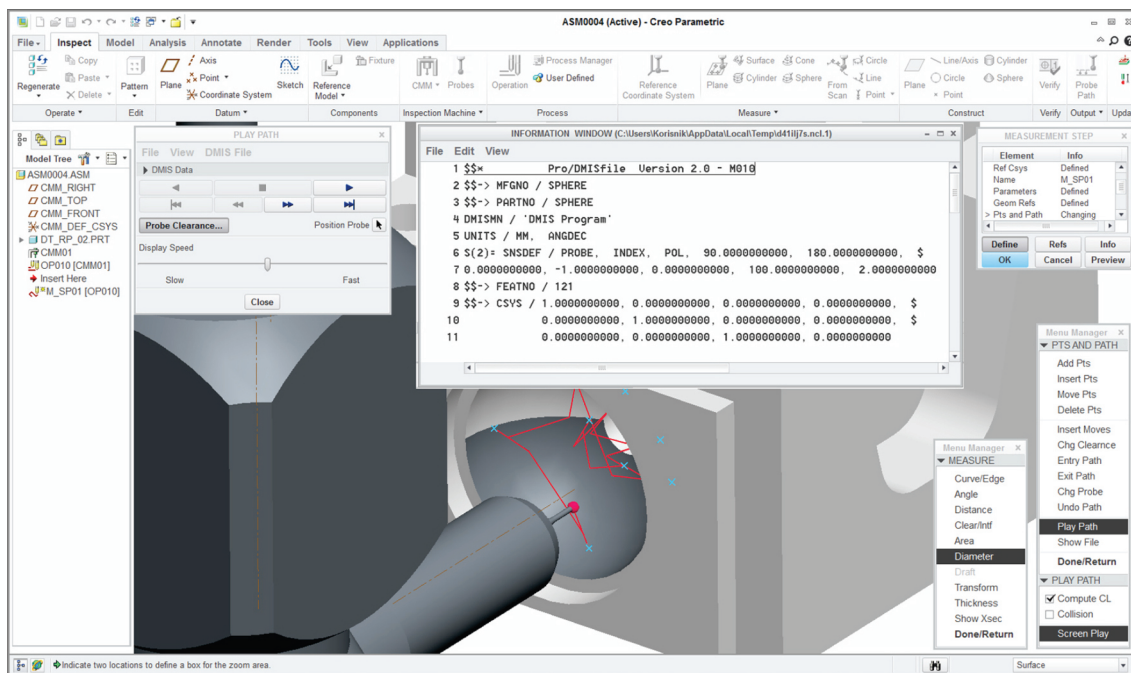 ASM0004 (Active) - Creo Parametric
File Inspect Model Analysis Annotate Render Tools View Applications
Regenerate
Copy
Paste
Delete
Pattern
Plane
Axis
Point
Coordinate System
Sketch
Reference Model
Fixture
CMM
Probes
Operation
Process Manager
User Defined
Reference Coordinate System
Plane
Surface
Cylinder
Cone
Sphere
From Scan
Circle
Line
Point
Plane
Line/Axis
Circle
Point
Cylinder
Sphere
Verify
Probe Path
Operate Edit Datum Components Inspection Machine Process Measure Construct Verify Output Upda
Model Tree
ASM0004.ASM
CMM_RIGHT
CMM_TOP
CMM_FRONT
CMM_DEF_CSYS
DT_RP_02.PRT
CMM01
OP010 [CMM01]
Insert Here
M_SP01 [OP010]
PLAY PATH
File View DMIS File
DMIS Data
Probe Clearance... Position Probe
Display Speed
Slow Fast
Close
INFORMATION WINDOW (C:\Users\Korisnik\AppData\Local\Temp\d41ilj7s.ncl.1)
File Edit View
1 $$* Pro/DMISfile Version 2.0 - M010
2 $$-> MFGNO / SPHERE
3 $$-> PARTNO / SPHERE
4 DMISMN / 'DMIS Program'
5 UNITS / MM, ANGDEC
6 S(2)= SNSDEF / PROBE, INDEX, POL, 90.0000000000, 180.0000000000, $
7 0.0000000000, -1.0000000000, 0.0000000000, 100.0000000000, 2.0000000000
8 $$-> FEATNO / 121
9 $$-> CSYS / 1.0000000000, 0.0000000000, 0.0000000000, 0.0000000000, $
10 0.0000000000, 1.0000000000, 0.0000000000, 0.0000000000, $
11 0.0000000000, 0.0000000000, 1.0000000000, 0.0000000000
MEASUREMENT STEP
Element Info
Ref Csys Defined
Name M_SP01
Parameters Defined
Geom Refs Defined
> Pts and Path Changing
Define Refs Info
OK Cancel Preview
Menu Manager
MEASURE
Curve/Edge
Angle
Distance
Clear/Intf
Area
Diameter
Draft
Transform
Thickness
Show Xsec
Done/Return
Menu Manager
PTS AND PATH
Add Pts
Insert Pts
Move Pts
Delete Pts
Insert Moves
Chg Clearnce
Entry Path
Exit Path
Chg Probe
Undo Path
Play Path
Show File
Done/Return
PLAY PATH
Compute CL
Collision
Screen Play
Indicate two locations to define a box for the zoom area.
Surface